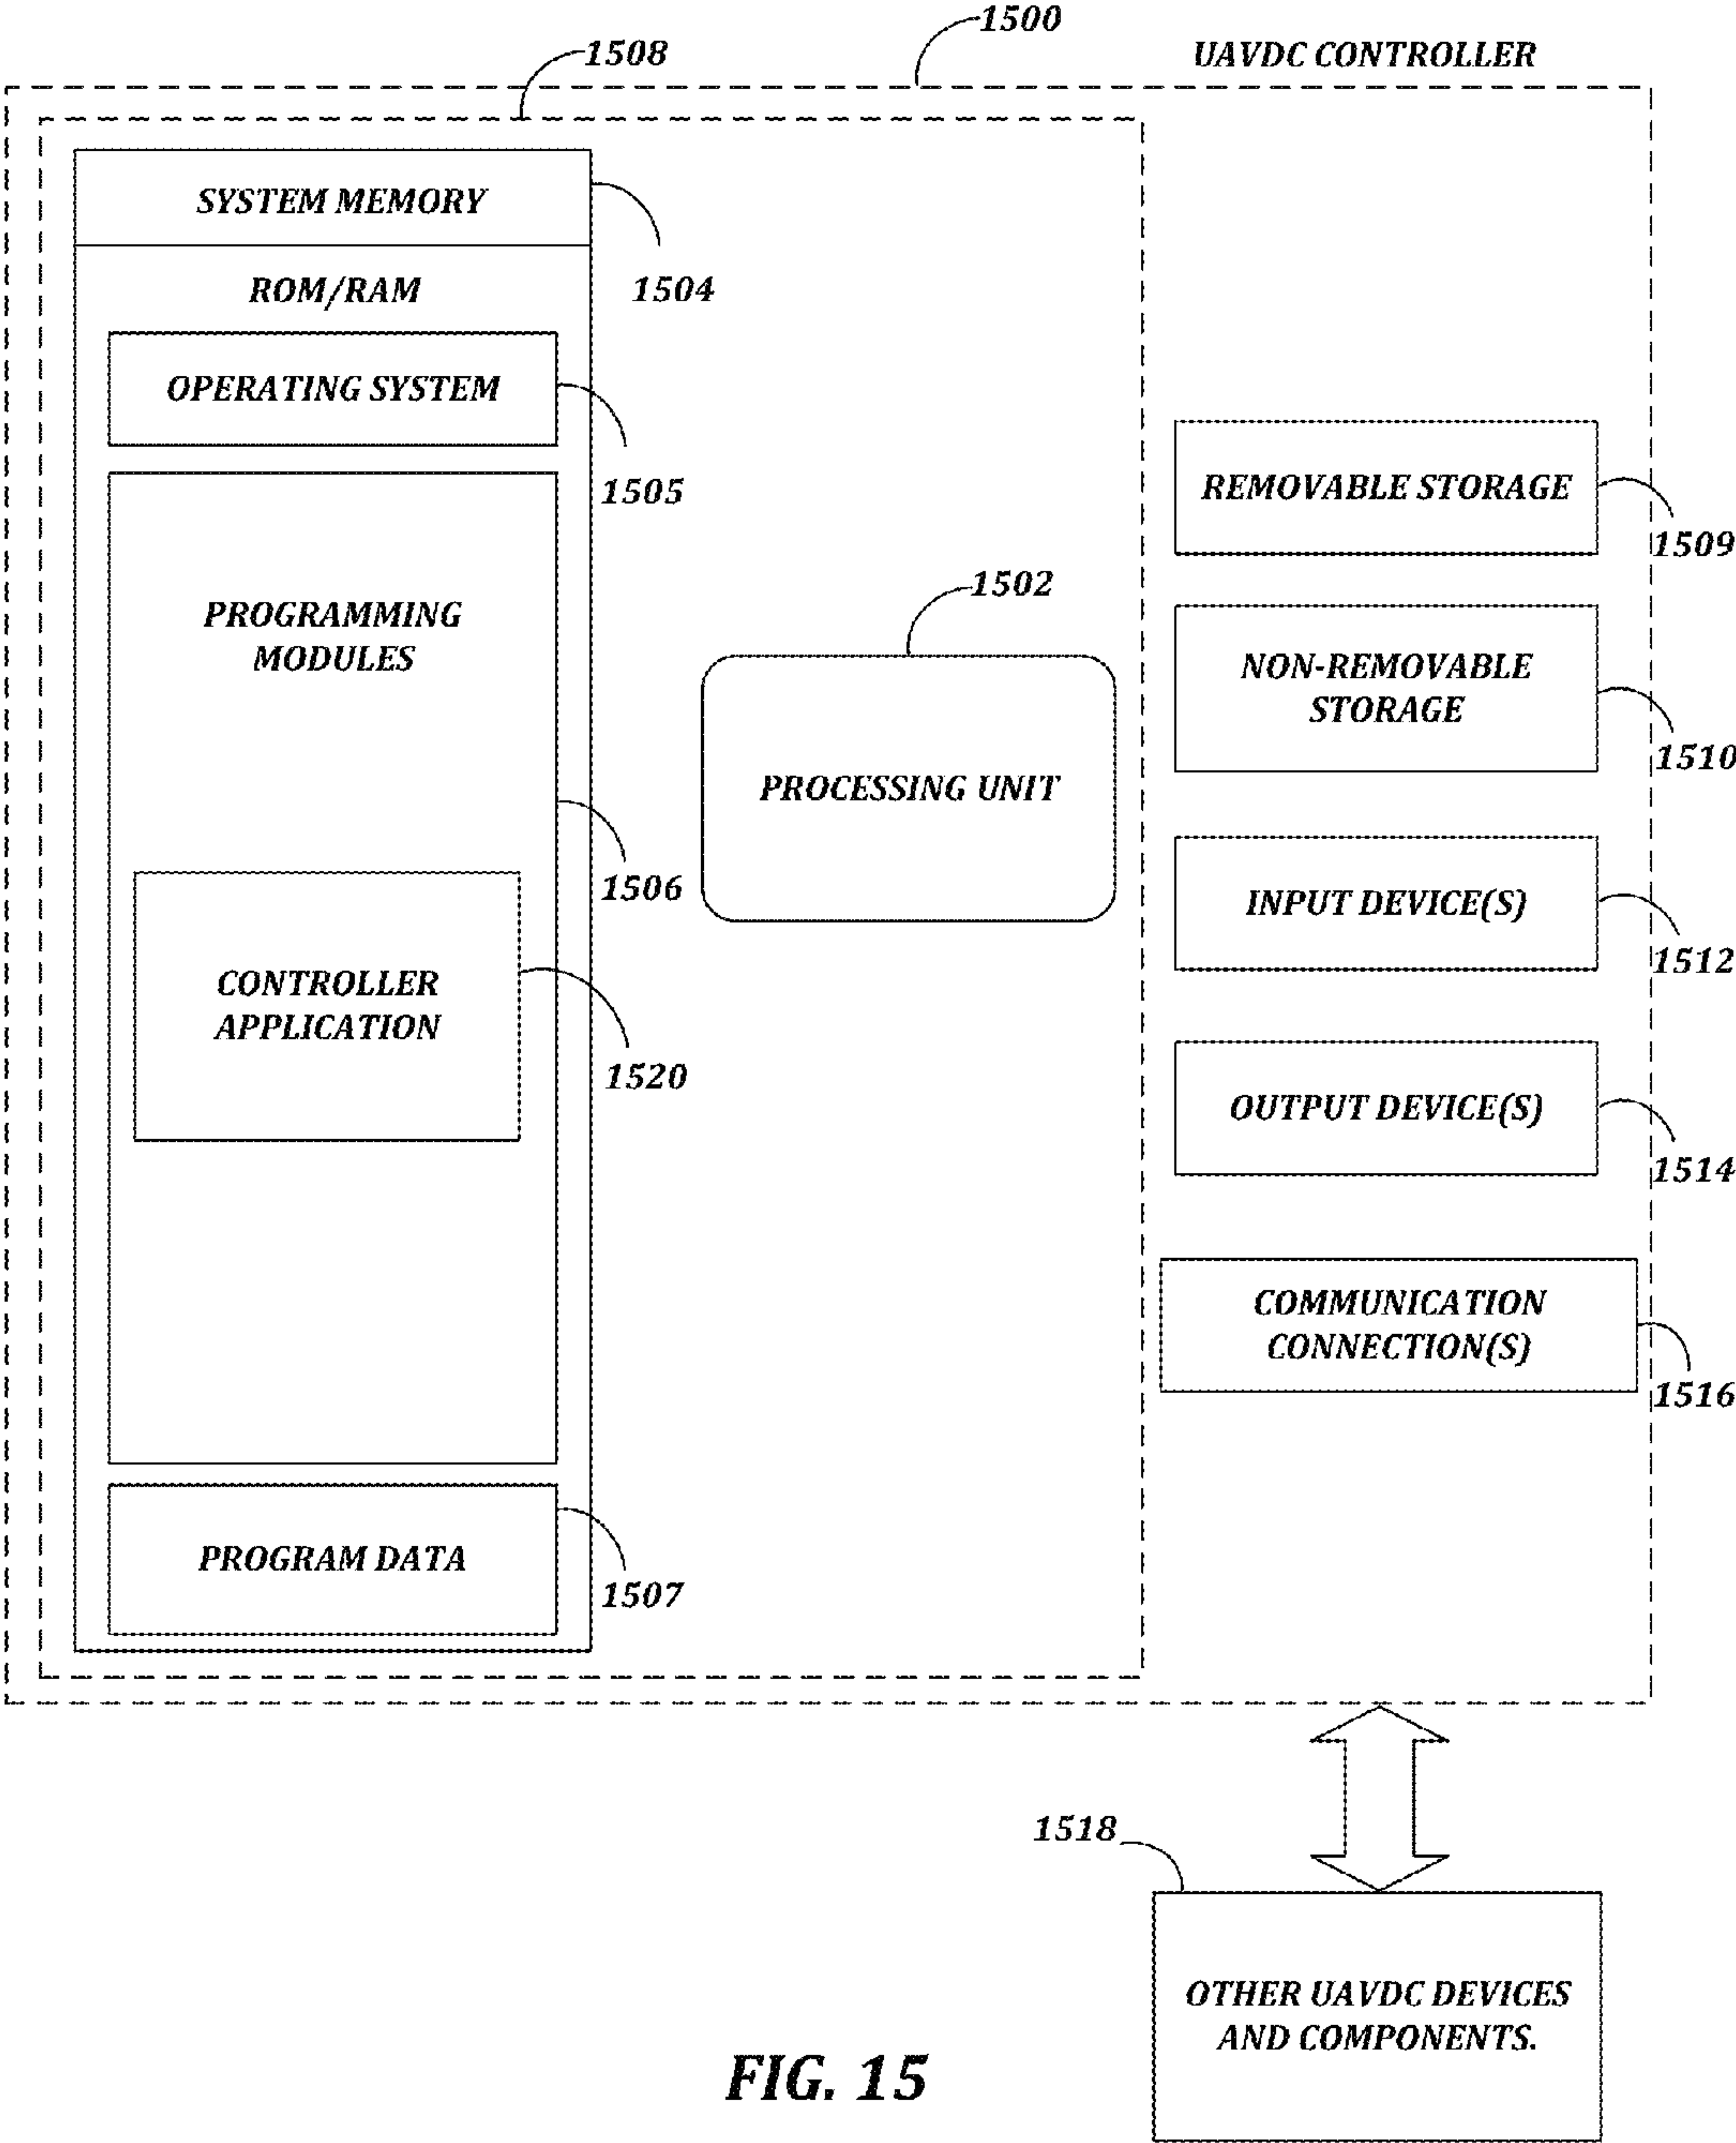 1500
UAVDC CONTROLLER
1508
SYSTEM MEMORY
1504
ROM/RAM
OPERATING SYSTEM
1505
PROGRAMMING
MODULES
1506
CONTROLLER
APPLICATION
1520
PROGRAM DATA
1507
1502
PROCESSING UNIT
REMOVABLE STORAGE
1509
NON-REMOVABLE
STORAGE
1510
INPUT DEVICE(S)
1512
OUTPUT DEVICE(S)
1514
COMMUNICATION
CONNECTION(S)
1516
1518
OTHER UAVDC DEVICES
AND COMPONENTS.
FIG. 15